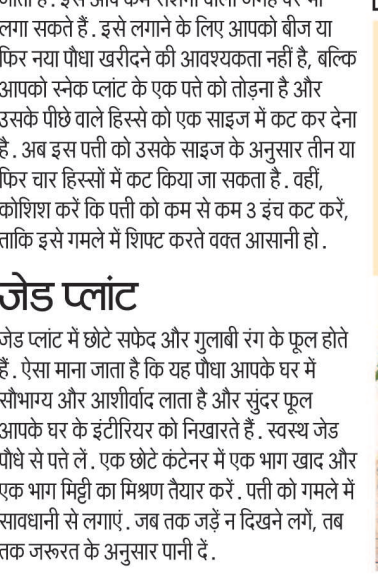 लगा सकते हैं. इसे लगाने के लिए आपको बीज या
फिर नया पौधा खरीदने की आवश्यकता नहीं है, बल्कि
आपको स्नेक प्लांट के एक पत्ते को तोड़ना है और
उसके पीछे वाले हिस्से को एक साइज में कट कर देना
है. अब इस पत्ती को उसके साइज के अनुसार तीन या
फिर चार हिस्सों में कट किया जा सकता है. वहीं,
कोशिश करें कि पत्ती को कम से कम 3 इंच कट करें,
ताकि इसे गमले में शिफ्ट करते वक्त आसानी हो.
जेड प्लांट
जेड प्लांट में छोटे सफेद और गुलाबी रंग के फूल होते
हैं. ऐसा माना जाता है कि यह पौधा आपके घर में
सौभाग्य और आशीर्वाद लाता है और सुंदर फूल
आपके घर के इंटीरियर को निखारते हैं. स्वस्थ जेड
पौधे से पत्ते लें. एक छोटे कंटेनर में एक भाग खाद और
एक भाग मिट्टी का मिश्रण तैयार करें. पत्ती को गमले में
सावधानी से लगाएं. जब तक जड़ें न दिखने लगें, तब
तक जरूरत के अनुसार पानी दें.